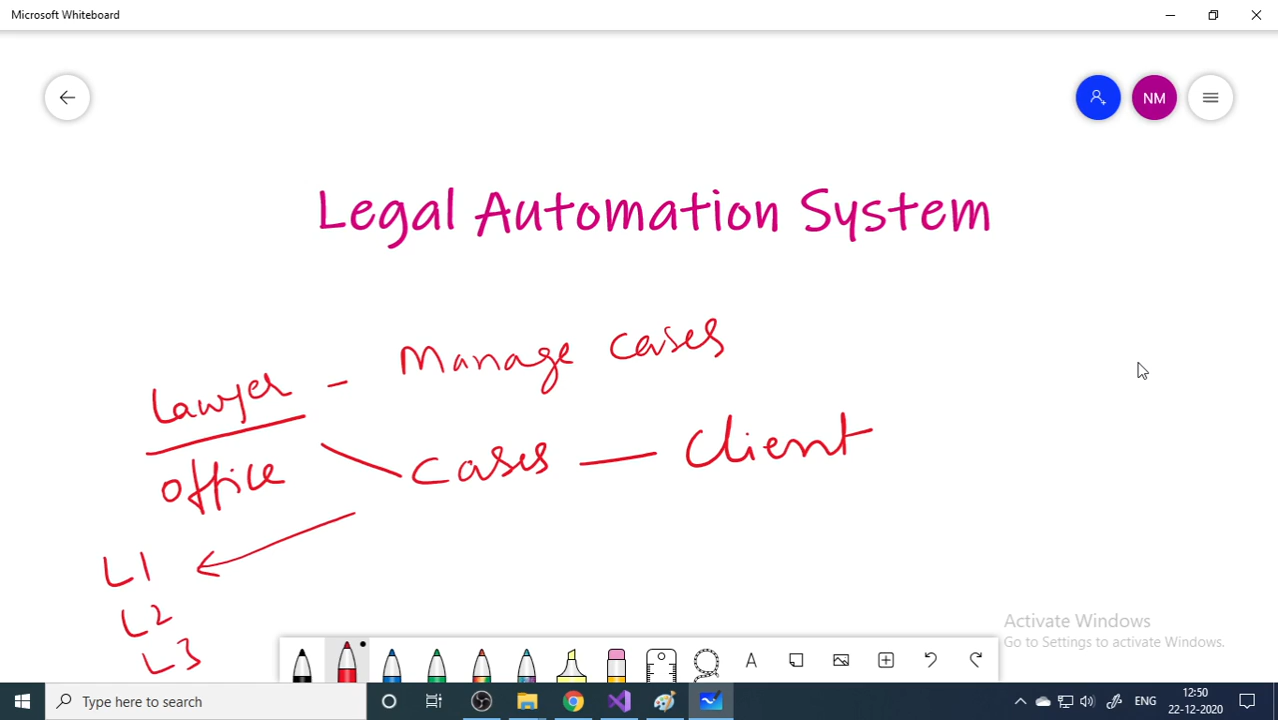 Microsoft Whiteboard
NM
Legal Automation System
Lawyer - Manage cases
office
Cases — Client
L1
L2
L3
Activate Windows
Go to Settings to activate Windows.
A
Type here to search
ENG
12:50
22-12-2020